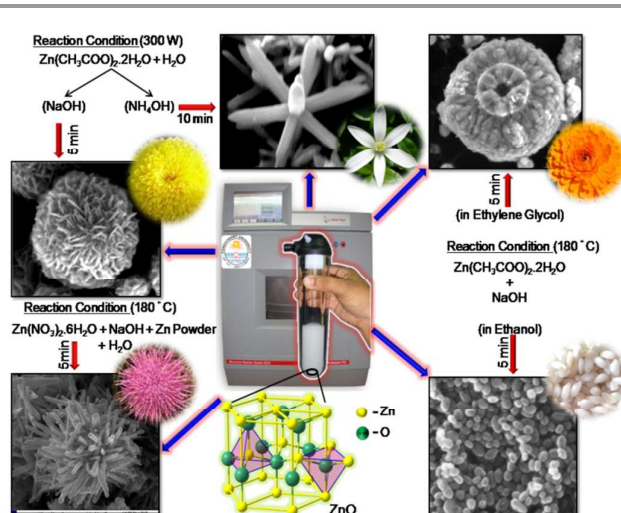 Reaction Condition (300 W)
Zn(CH₃COO)₂.2H₂O + H₂O
(NaOH)
(NH₄OH)
10 min
5 min
5 min
(in Ethylene Glycol)
Reaction Condition (180 °C)
Zn(CH₃COO)₂.2H₂O
+
NaOH
(in Ethanol)
5 min
Reaction Condition (180 °C)
Zn(NO₃)₂.6H₂O + NaOH + Zn Powder
+ H₂O
5min
-Zn
-O
ZnO